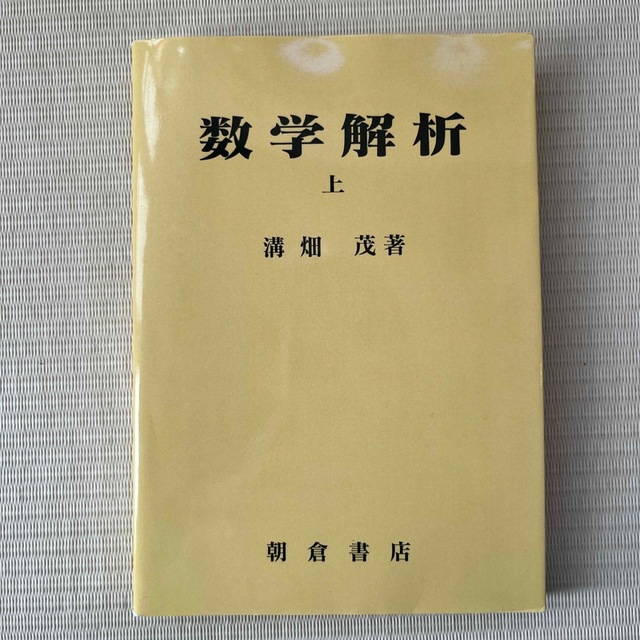 数学解析
上
溝畑 茂著
朝倉書店